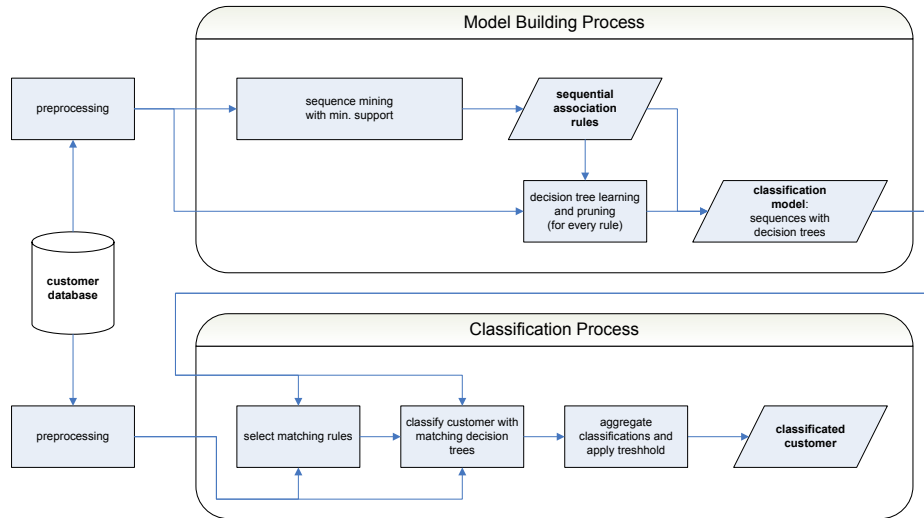 Model Building Process
preprocessing
sequence mining
with min. support
sequential
association
rules
decision tree learning
and pruning
(for every rule)
classification
model:
sequences with
decision trees
customer
database
Classification Process
preprocessing
select matching rules
classify customer with
matching decision
trees
aggregate
classifications and
apply treshhold
classificated
customer